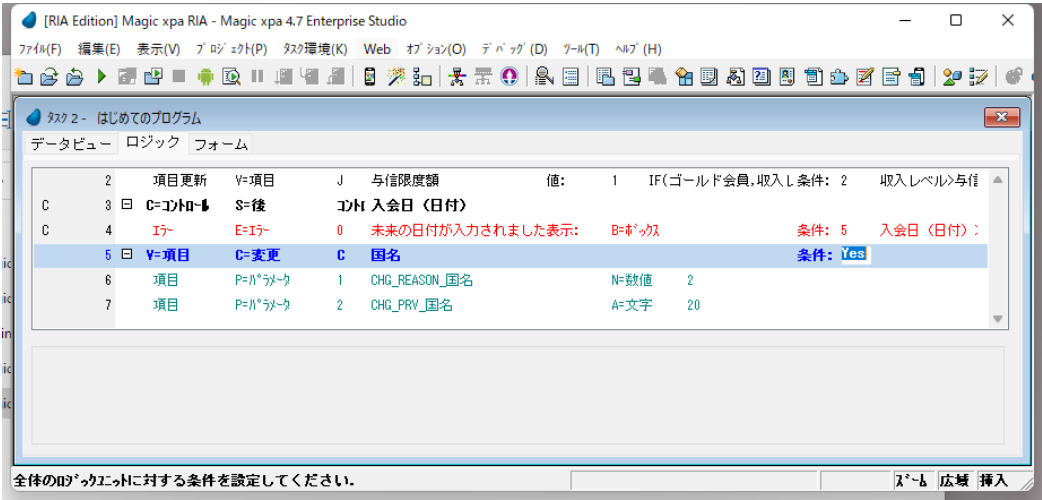 [RIA Edition] Magic xpa RIA - Magic xpa 4.7 Enterprise Studio
ﾌｧｲﾙ(F) 編集(E) 表示(V) ﾌﾟﾛｼﾞｪｸﾄ(P) ﾀｽｸ環境(K) Web ｵﾌﾟｼｮﾝ(O) ﾃﾞﾊﾞｯｸﾞ(D) ﾂｰﾙ(T) ﾍﾙﾌﾟ(H)
ﾀｽｸ 2 - はじめてのプログラム
データビュー ロジック フォーム
2 項目更新 V=項目 J 与信限度額 値: 1 IF(ゴールド会員,収入し 条件: 2 収入レベル>与信
C 3 C=ｺﾝﾄﾛｰﾙ S=後 ｺﾝﾄ 入会日（日付）
C 4 ｴﾗｰ E=ｴﾗｰ 0 未来の日付が入力されました 表示: B=ﾎﾞｯｸｽ 条件: 5 入会日（日付）
5 V=項目 C=変更 C 国名 条件: Yes
6 項目 P=ﾊﾟﾗﾒｰﾀ 1 CHG_REASON_国名 N=数値 2
7 項目 P=ﾊﾟﾗﾒｰﾀ 2 CHG_PRV_国名 A=文字 20
全体のﾛｼﾞｯｸﾕﾆｯﾄに対する条件を設定してください.
ｽﾞｰﾑ 広域 挿入